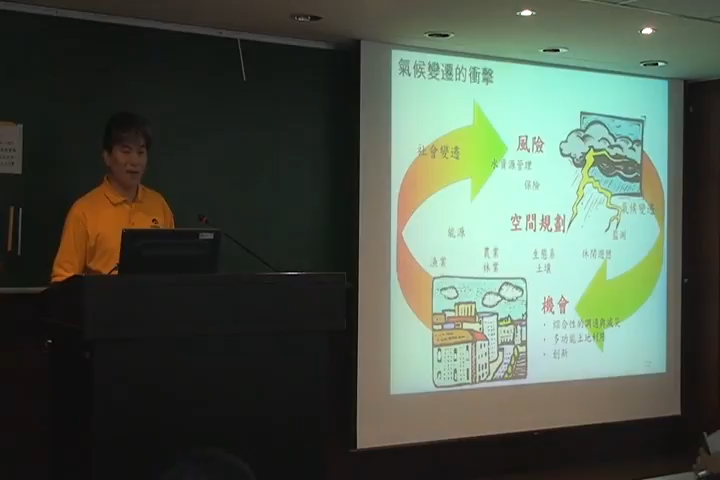 氣候變遷的衝擊
社會變遷
風險
水資源管理
保險
氣候變遷
空間規劃
能源
監測
漁業
農業
林業
生態系
土壤
休閒遊憩
機會
• 綜合性的調適與減災
• 多功能土地利用
• 創新